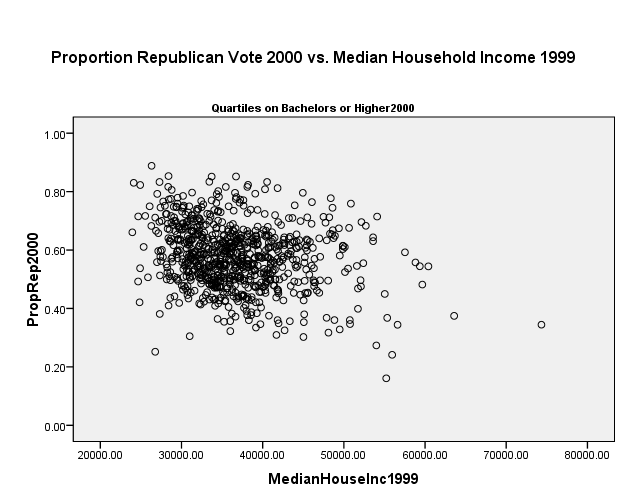 Proportion Republican Vote 2000 vs. Median Household Income 1999
Quartiles on Bachelors or Higher2000
1.00
0.80
0.60
0.40
0.20
0.00
PropRep2000
20000.00 30000.00 40000.00 50000.00 60000.00 70000.00 80000.00
MedianHouseInc1999